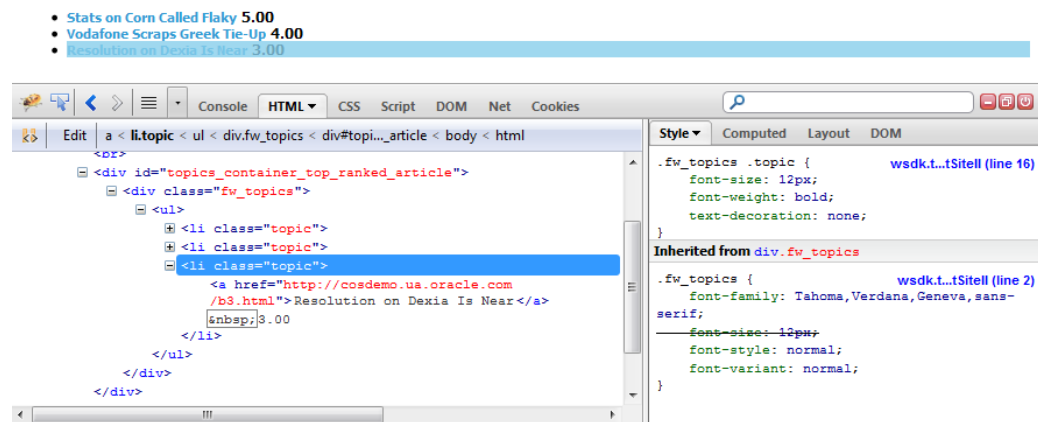 Stats on Corn Called Flaky 5.00
Vodafone Scraps Greek Tie-Up 4.00
Resolution on Dexia Is Near 3.00
Console HTML CSS Script DOM Net Cookies
Edit a < li.topic < ul < div.fw_topics < div#topi..._article < body < html
<br>
<div id="topics_container_top_ranked_article">
<div class="fw_topics">
<ul>
<li class="topic">
<li class="topic">
<li class="topic">
<a href="http://cosdemo.ua.oracle.com
/b3.html">Resolution on Dexia Is Near</a>
&nbsp;3.00
</li>
</ul>
</div>
</div>
Style Computed Layout DOM
.fw_topics .topic { wsdk.t...tSiteII (line 16)
font-size: 12px;
font-weight: bold;
text-decoration: none;
}
Inherited from div.fw_topics
.fw_topics { wsdk.t...tSiteII (line 2)
font-family: Tahoma,Verdana,Geneva,sans-
serif;
font-size: 12px;
font-style: normal;
font-variant: normal;
}